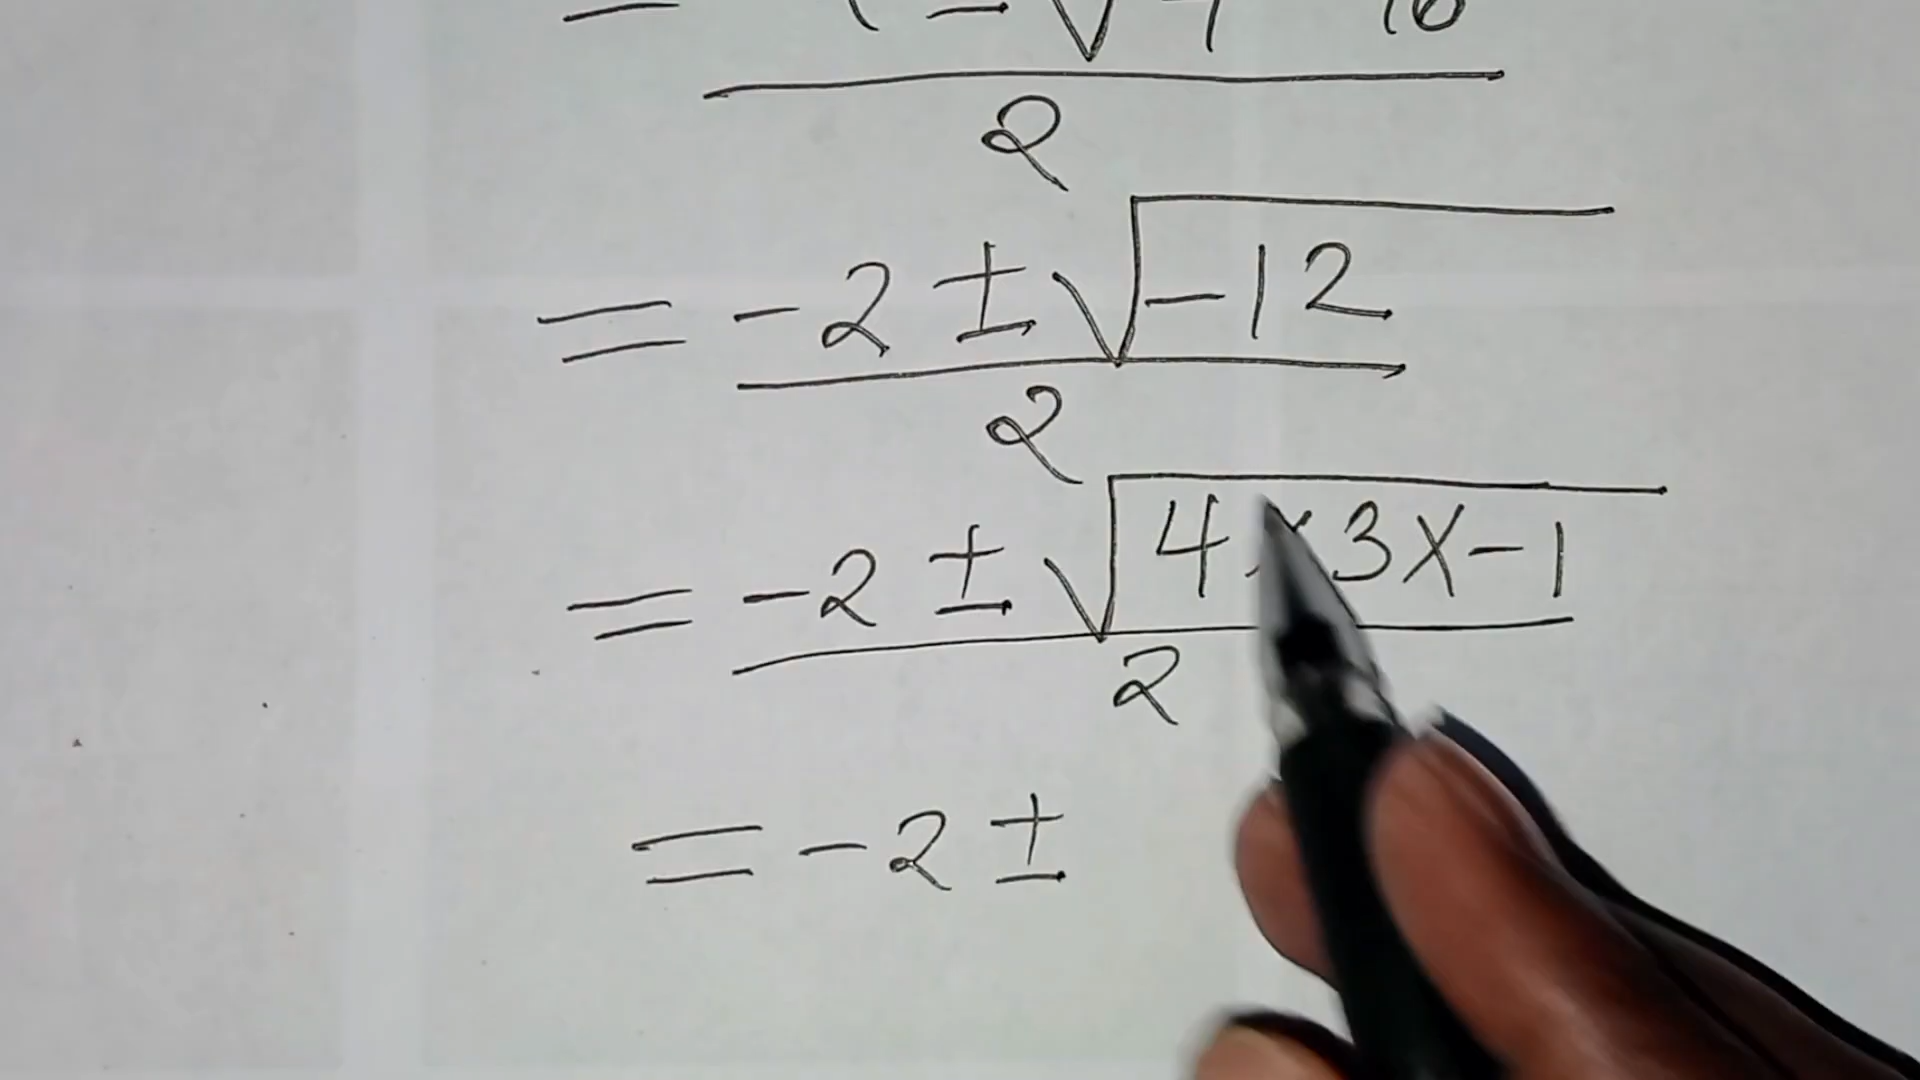 2
= -2 ± √-12
2
= -2 ± √4 x 3 x -1
2
= -2 ±